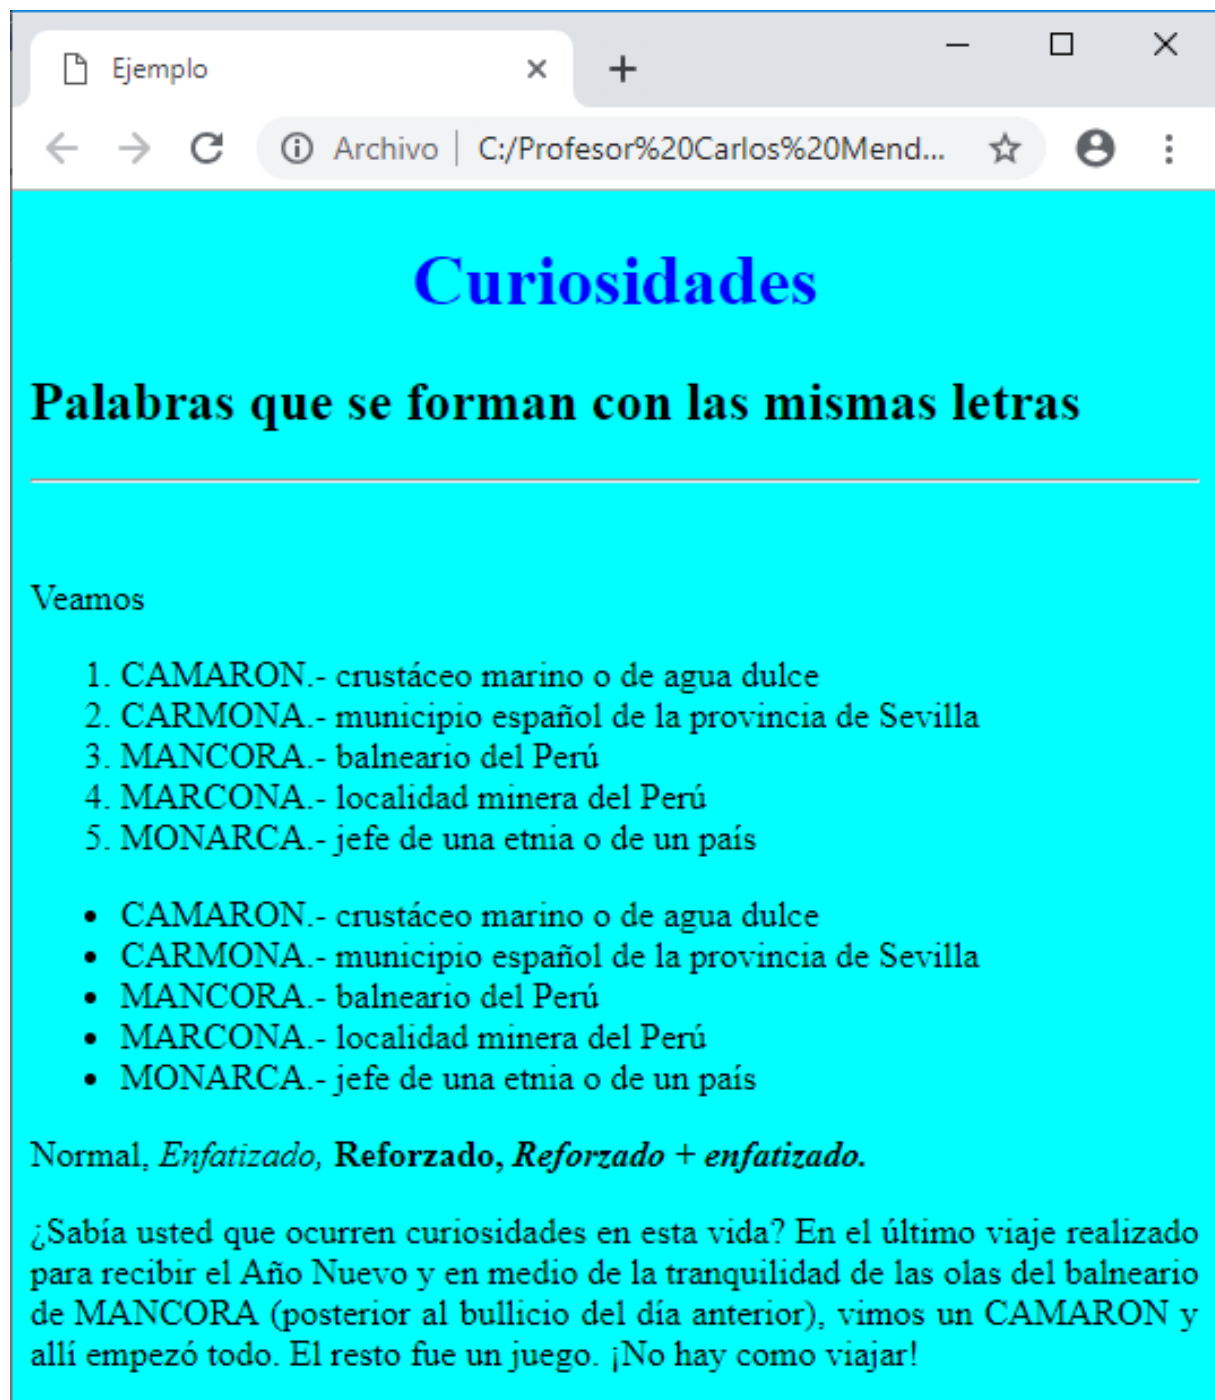 Ejemplo
Archivo | C:/Profesor%20Carlos%20Mend...
Curiosidades
Palabras que se forman con las mismas letras
Veamos
1. CAMARON.- crustáceo marino o de agua dulce
2. CARMONA.- municipio español de la provincia de Sevilla
3. MANCORA.- balneario del Perú
4. MARCONA.- localidad minera del Perú
5. MONARCA.- jefe de una etnia o de un país
• CAMARON.- crustáceo marino o de agua dulce
• CARMONA.- municipio español de la provincia de Sevilla
• MANCORA.- balneario del Perú
• MARCONA.- localidad minera del Perú
• MONARCA.- jefe de una etnia o de un país
Normal, Enfatizado, Reforzado, Reforzado + enfatizado.
¿Sabía usted que ocurren curiosidades en esta vida? En el último viaje realizado
para recibir el Año Nuevo y en medio de la tranquilidad de las olas del balneario
de MANCORA (posterior al bullicio del día anterior), vimos un CAMARON y
allí empezó todo. El resto fue un juego. ¡No hay como viajar!